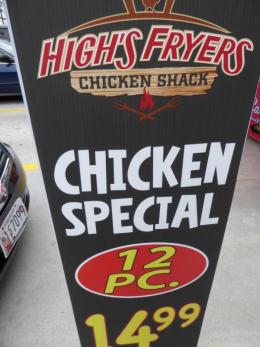 HIGH'S FRYERS
CHICKEN SHACK
CHICKEN
SPECIAL
12
PC.
14.99